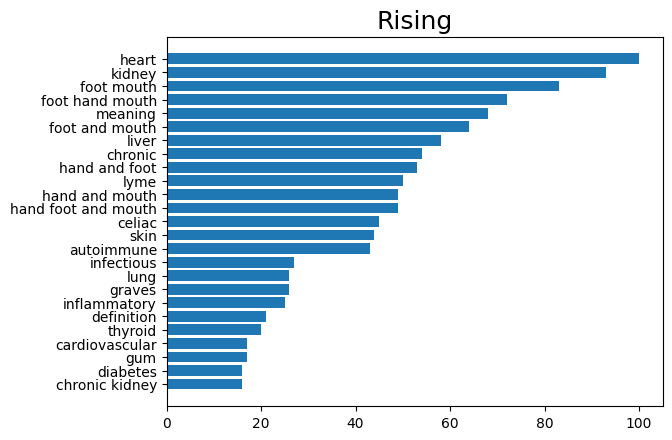 Rising
heart
kidney
foot mouth
foot hand mouth
meaning
foot and mouth
liver
chronic
hand and foot
lyme
hand and mouth
hand foot and mouth
celiac
skin
autoimmune
infectious
lung
graves
inflammatory
definition
thyroid
cardiovascular
gum
diabetes
chronic kidney
0 20 40 60 80 100